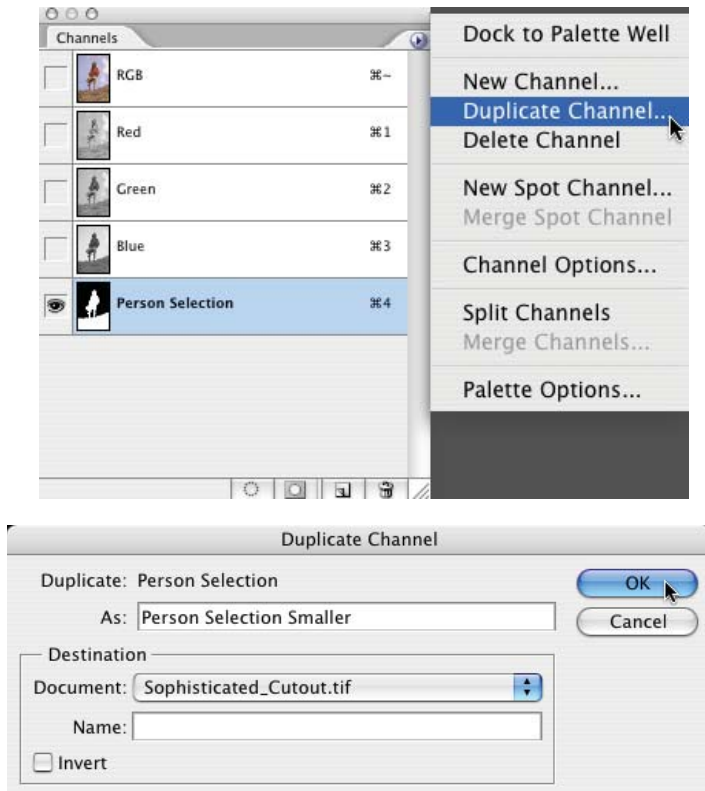 Channels
RGB ⌘~
Red ⌘1
Green ⌘2
Blue ⌘3
Person Selection ⌘4
Dock to Palette Well
New Channel...
Duplicate Channel...
Delete Channel
New Spot Channel...
Merge Spot Channel
Channel Options...
Split Channels
Merge Channels...
Palette Options...
Duplicate Channel
Duplicate: Person Selection
OK
As: Person Selection Smaller
Cancel
Destination
Document: Sophisticated_Cutout.tif
Name:
Invert